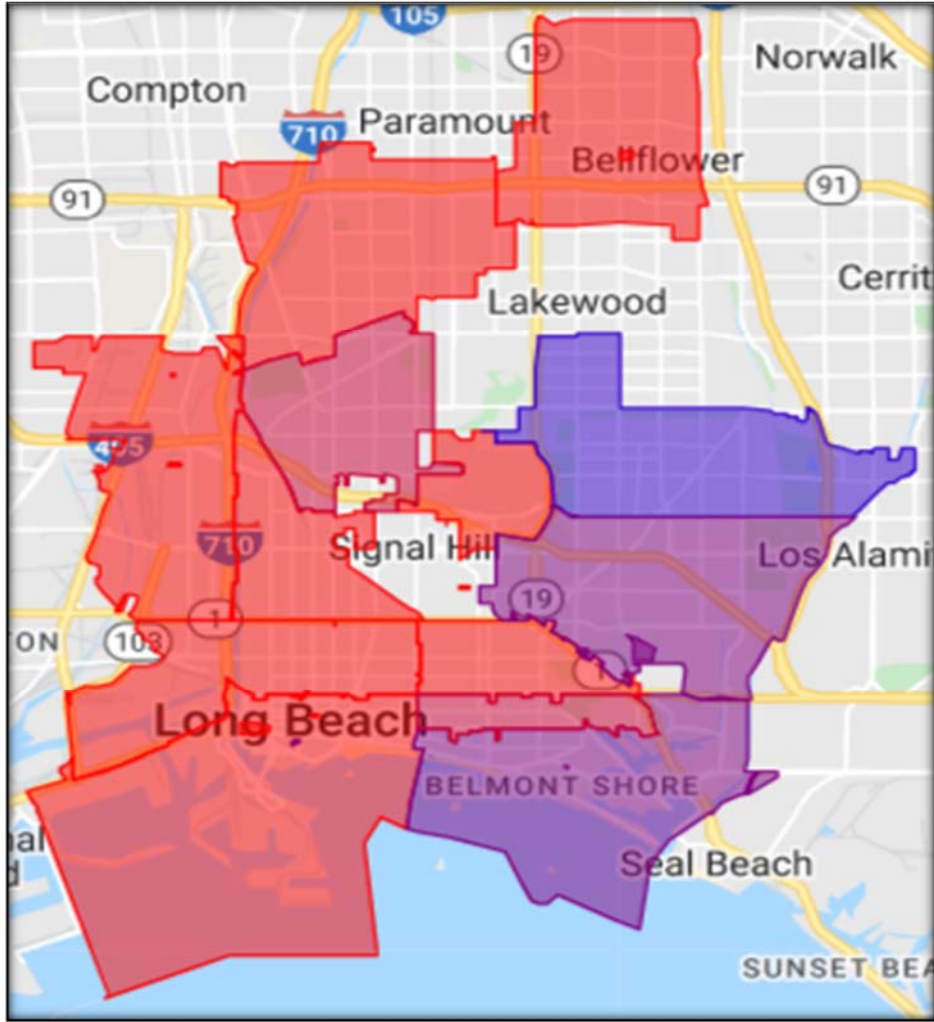 105
19
Norwalk
Compton
Paramount
710
Bellflower
91
91
Cerrit
Lakewood
405
710
Signal Hill
Los Alami
19
1
ON
103
1
Long Beach
BELMONT SHORE
nal
d
Seal Beach
SUNSET BEA